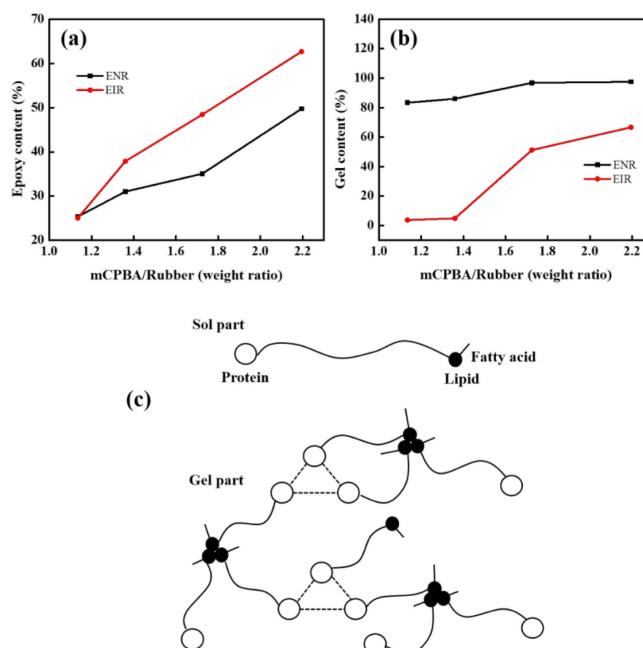 (a)
ENR
EIR
Epoxy content (%)
70
60
50
40
30
20
1.0 1.2 1.4 1.6 1.8 2.0 2.2
mCPBA/Rubber (weight ratio)
(b)
ENR
EIR
Gel content (%)
140
120
100
80
60
40
20
0
1.0 1.2 1.4 1.6 1.8 2.0 2.2
mCPBA/Rubber (weight ratio)
Sol part
Fatty acid
Protein
Lipid
(c)
Gel part